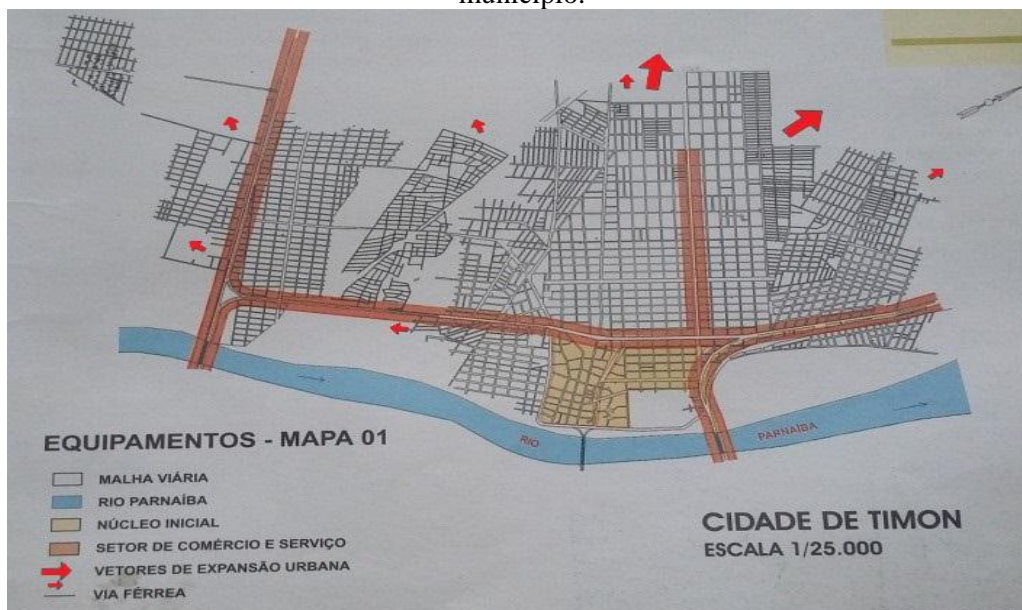 município.
RIO
PARNAÍBA
EQUIPAMENTOS - MAPA 01
MALHA VIÁRIA
RIO PARNAÍBA
NÚCLEO INICIAL
SETOR DE COMÉRCIO E SERVIÇO
VETORES DE EXPANSÃO URBANA
VIA FÉRREA
CIDADE DE TIMON
ESCALA 1/25.000